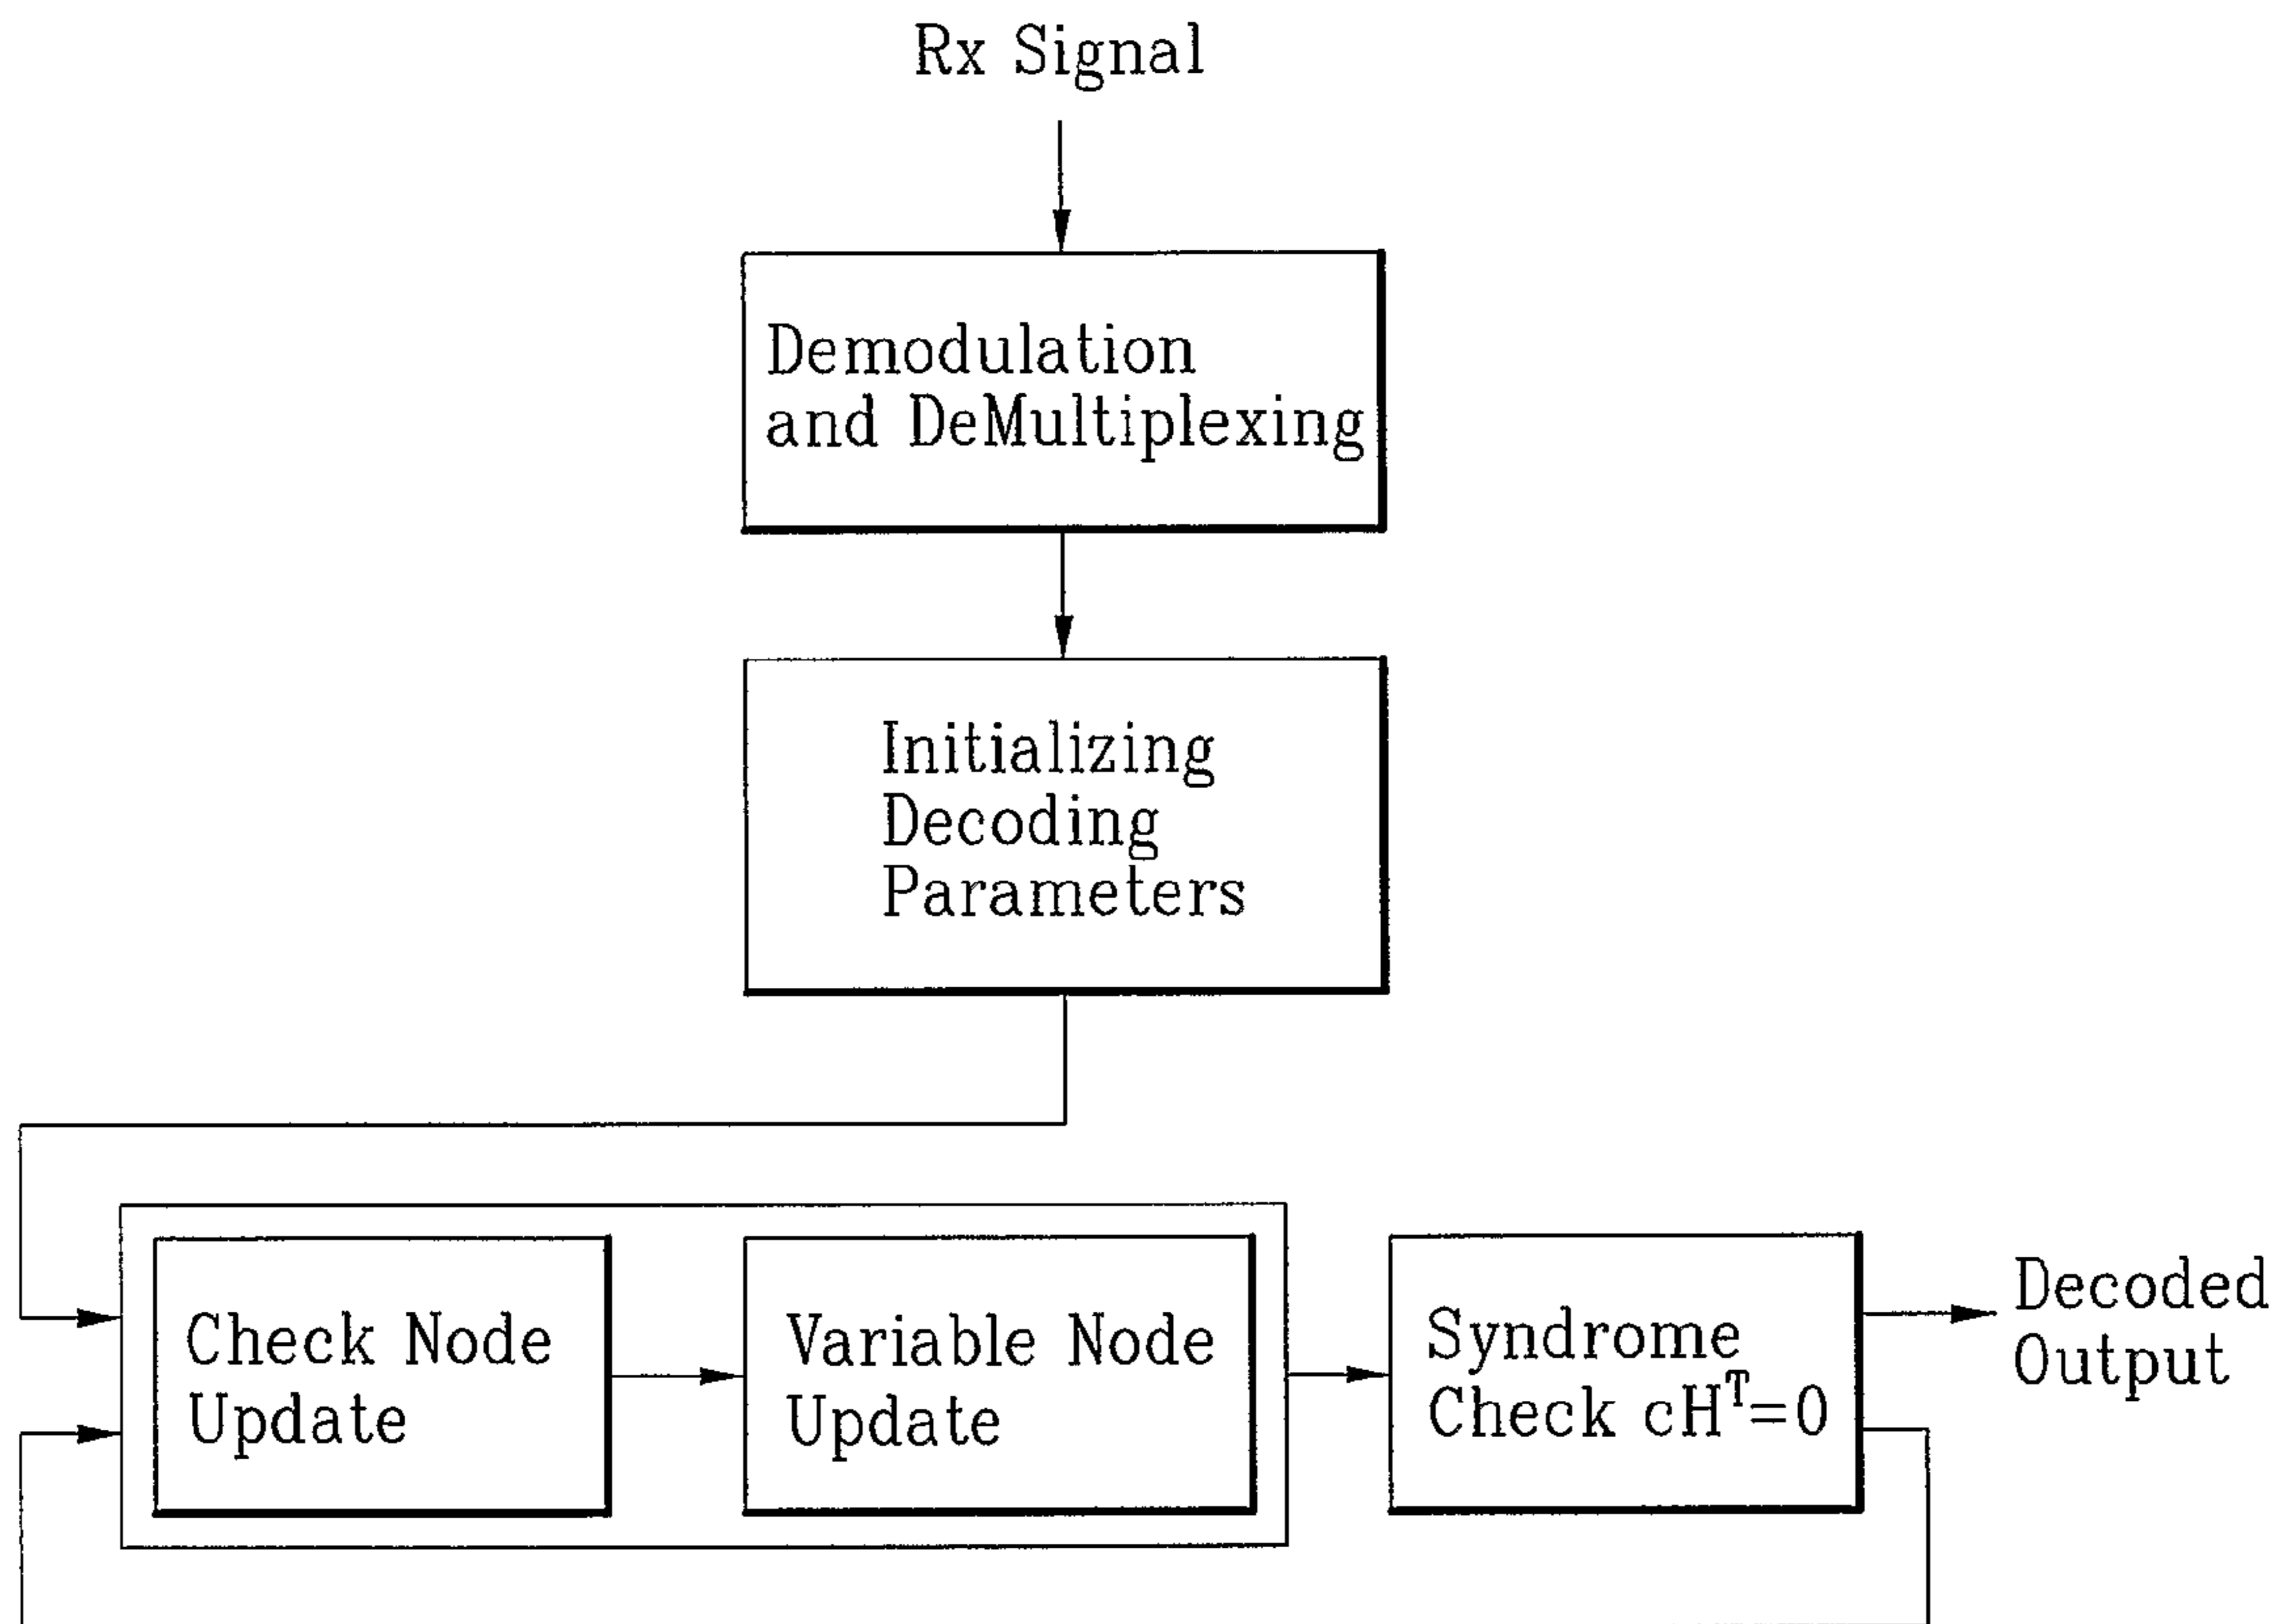 Rx Signal
Demodulation
and DeMultiplexing
Initializing
Decoding
Parameters
Check Node
Update
Variable Node
Update
Syndrome
Check cHᵀ=0
Decoded
Output